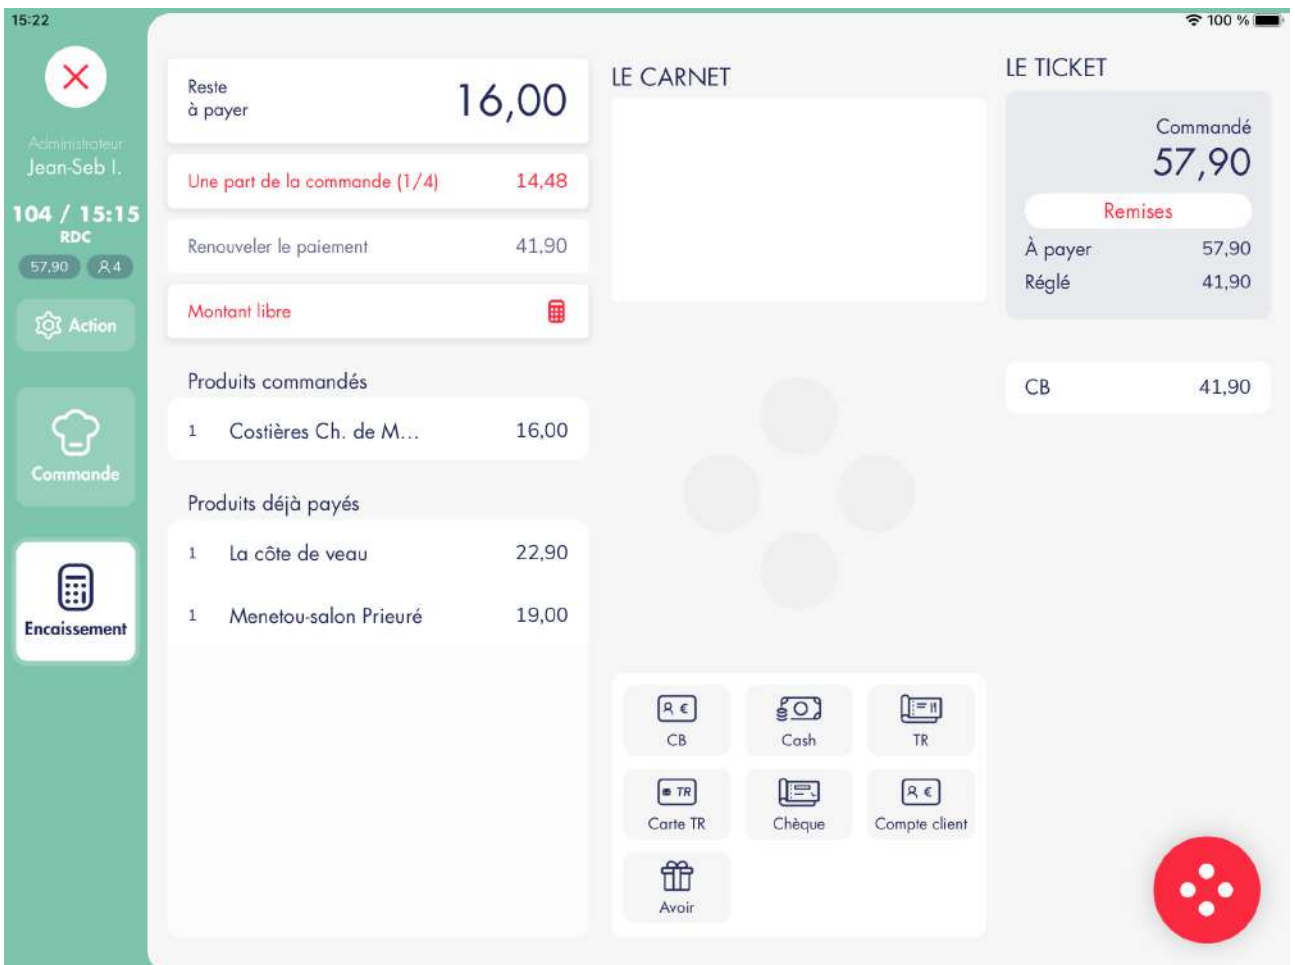 15:22
100 %
Administrateur
Jean-Seb I.
104 / 15:15
RDC
57,90 4
Action
Commande
Encaissement
Reste
à payer
16,00
Une part de la commande (1/4) 14,48
Renouveler le paiement 41,90
Montant libre
Produits commandés
1 Costières Ch. de M... 16,00
Produits déjà payés
1 La côte de veau 22,90
1 Menetou-salon Prieuré 19,00
LE CARNET
CB Cash TR
TR
Carte TR Chèque Compte client
Avoir
LE TICKET
Commandé
57,90
Remises
À payer 57,90
Réglé 41,90
CB 41,90